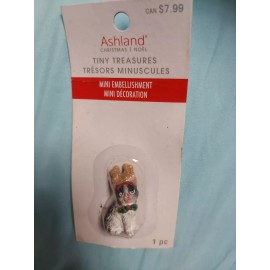 CAN $7.99
Ashland®
CHRISTMAS | NOËL
TINY TREASURES
TRÉSORS MINUSCULES
MINI EMBELLISHMENT
MINI DÉCORATION
1 pc